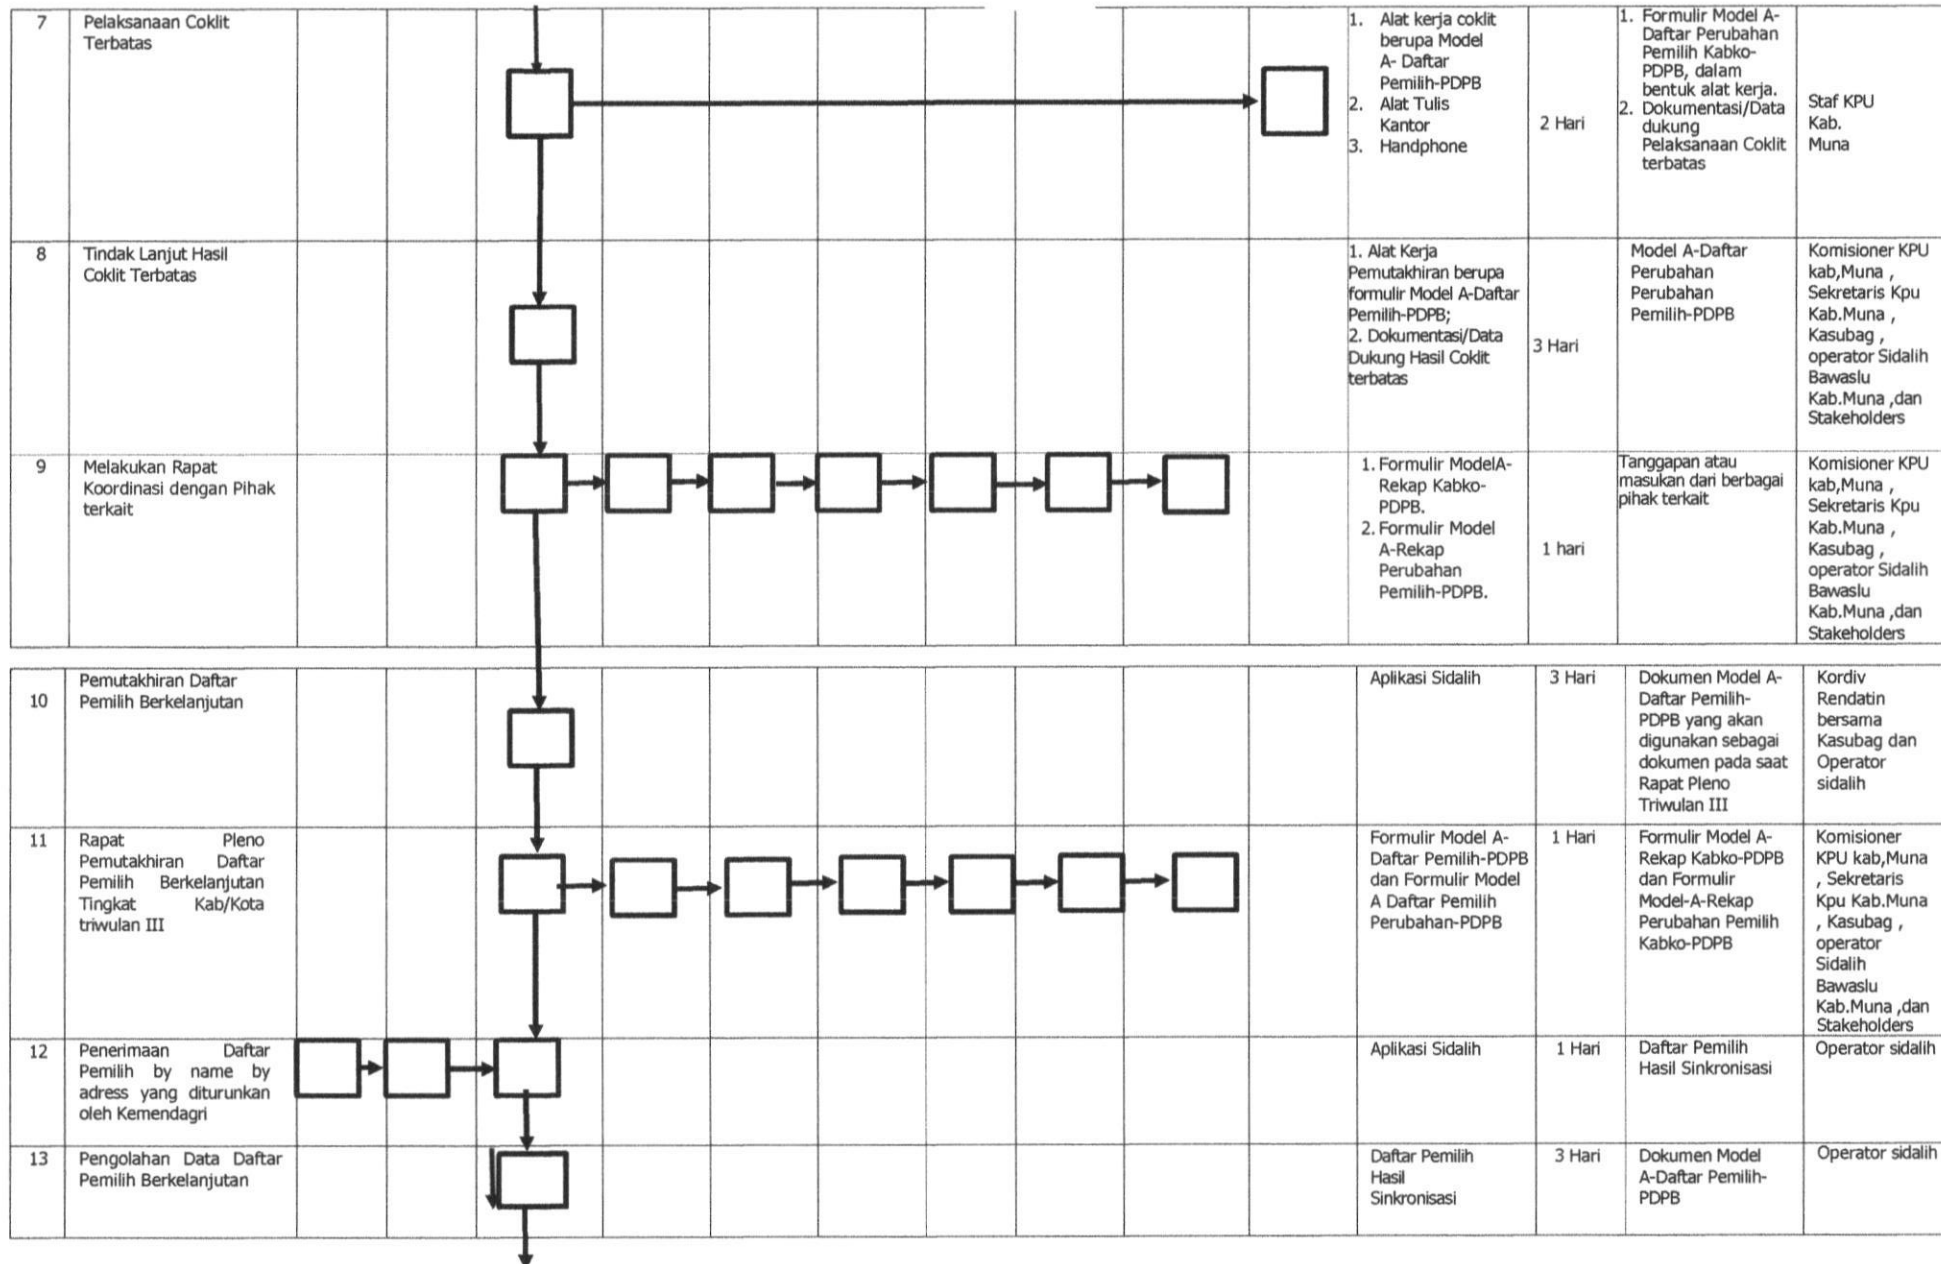 7
Pelaksanaan Coklit
Terbatas
1. Alat kerja coklit
berupa Model
A- Daftar
Pemilih-PDPB
2. Alat Tulis
Kantor
3. Handphone
2 Hari
1. Formulir Model A-
Daftar Perubahan
Pemilih Kabko-
PDPB, dalam
bentuk alat kerja.
2. Dokumentasi/Data
dukung
Pelaksanaan Coklit
terbatas
Staf KPU
Kab.
Muna
8
Tindak Lanjut Hasil
Coklit Terbatas
1. Alat Kerja
Pemutakhiran berupa
formulir Model A-Daftar
Pemilih-PDPB;
2. Dokumentasi/Data
Dukung Hasil Coklit
terbatas
3 Hari
Model A-Daftar
Perubahan
Perubahan
Pemilih-PDPB
Komisioner KPU
kab,Muna ,
Sekretaris Kpu
Kab.Muna ,
Kasubag ,
operator Sidalih
Bawaslu
Kab.Muna ,dan
Stakeholders
9
Melakukan Rapat
Koordinasi dengan Pihak
terkait
1. Formulir ModelA-
Rekap Kabko-
PDPB.
2. Formulir Model
A-Rekap
Perubahan
Pemilih-PDPB.
1 hari
Tanggapan atau
masukan dari berbagai
pihak terkait
Komisioner KPU
kab,Muna ,
Sekretaris Kpu
Kab.Muna ,
Kasubag ,
operator Sidalih
Bawaslu
Kab.Muna ,dan
Stakeholders
10
Pemutakhiran Daftar
Pemilih Berkelanjutan
Aplikasi Sidalih
3 Hari
Dokumen Model A-
Daftar Pemilih-
PDPB yang akan
digunakan sebagai
dokumen pada saat
Rapat Pleno
Triwulan III
Kordiv
Rendatin
bersama
Kasubag dan
Operator
sidalih
11
Rapat Pleno
Pemutakhiran Daftar
Pemilih Berkelanjutan
Tingkat Kab/Kota
triwulan III
Formulir Model A-
Daftar Pemilih-PDPB
dan Formulir Model
A Daftar Pemilih
Perubahan-PDPB
1 Hari
Formulir Model A-
Rekap Kabko-PDPB
dan Formulir
Model-A-Rekap
Perubahan Pemilih
Kabko-PDPB
Komisioner
KPU kab,Muna
, Sekretaris
Kpu Kab.Muna
, Kasubag ,
operator
Sidalih
Bawaslu
Kab.Muna ,dan
Stakeholders
12
Penerimaan Daftar
Pemilih by name by
adress yang diturunkan
oleh Kemendagri
Aplikasi Sidalih
1 Hari
Daftar Pemilih
Hasil Sinkronisasi
Operator sidalih
13
Pengolahan Data Daftar
Pemilih Berkelanjutan
Daftar Pemilih
Hasil
Sinkronisasi
3 Hari
Dokumen Model
A-Daftar Pemilih-
PDPB
Operator sidalih